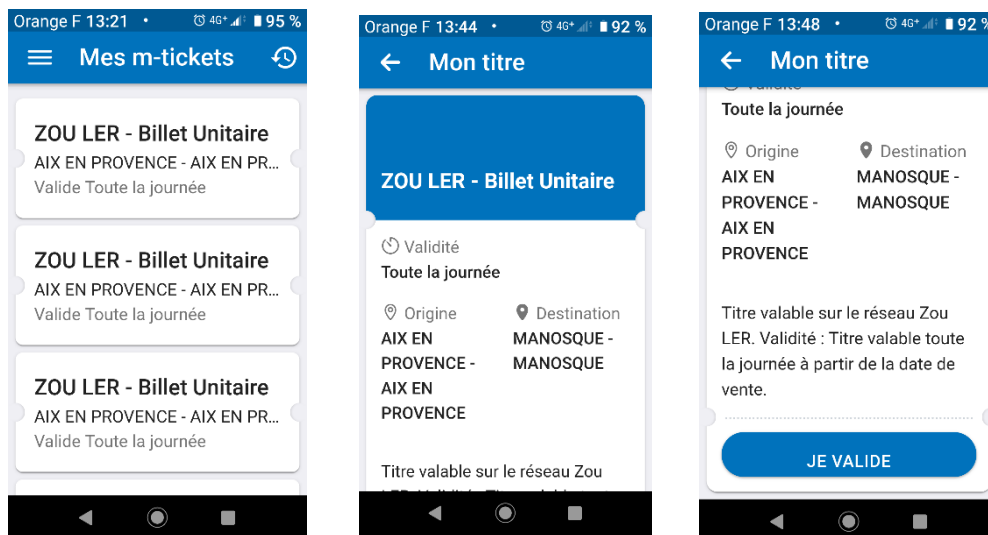 Orange F 13:21 • 4G+ 95 %
Mes m-tickets
ZOU LER - Billet Unitaire
AIX EN PROVENCE - AIX EN PR...
Valide Toute la journée
ZOU LER - Billet Unitaire
AIX EN PROVENCE - AIX EN PR...
Valide Toute la journée
ZOU LER - Billet Unitaire
AIX EN PROVENCE - AIX EN PR...
Valide Toute la journée
Orange F 13:44 • 4G+ 92 %
Mon titre
ZOU LER - Billet Unitaire
Validité
Toute la journée
Origine
AIX EN
PROVENCE -
AIX EN
PROVENCE
Destination
MANOSQUE -
MANOSQUE
Titre valable sur le réseau Zou
Orange F 13:48 • 4G+ 92 %
Mon titre
Toute la journée
Origine
AIX EN
PROVENCE -
AIX EN
PROVENCE
Destination
MANOSQUE -
MANOSQUE
Titre valable sur le réseau Zou
LER. Validité : Titre valable toute
la journée à partir de la date de
vente.
JE VALIDE